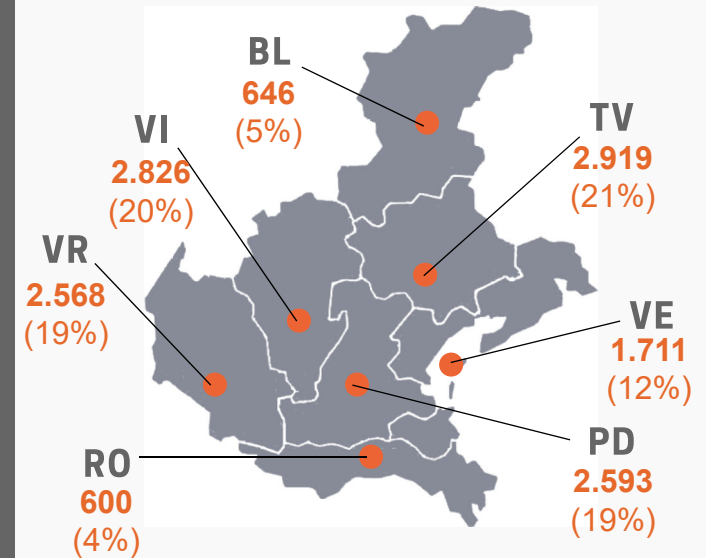 BL
646
(5%)
VI
2.826
(20%)
TV
2.919
(21%)
VR
2.568
(19%)
VE
1.711
(12%)
RO
600
(4%)
PD
2.593
(19%)